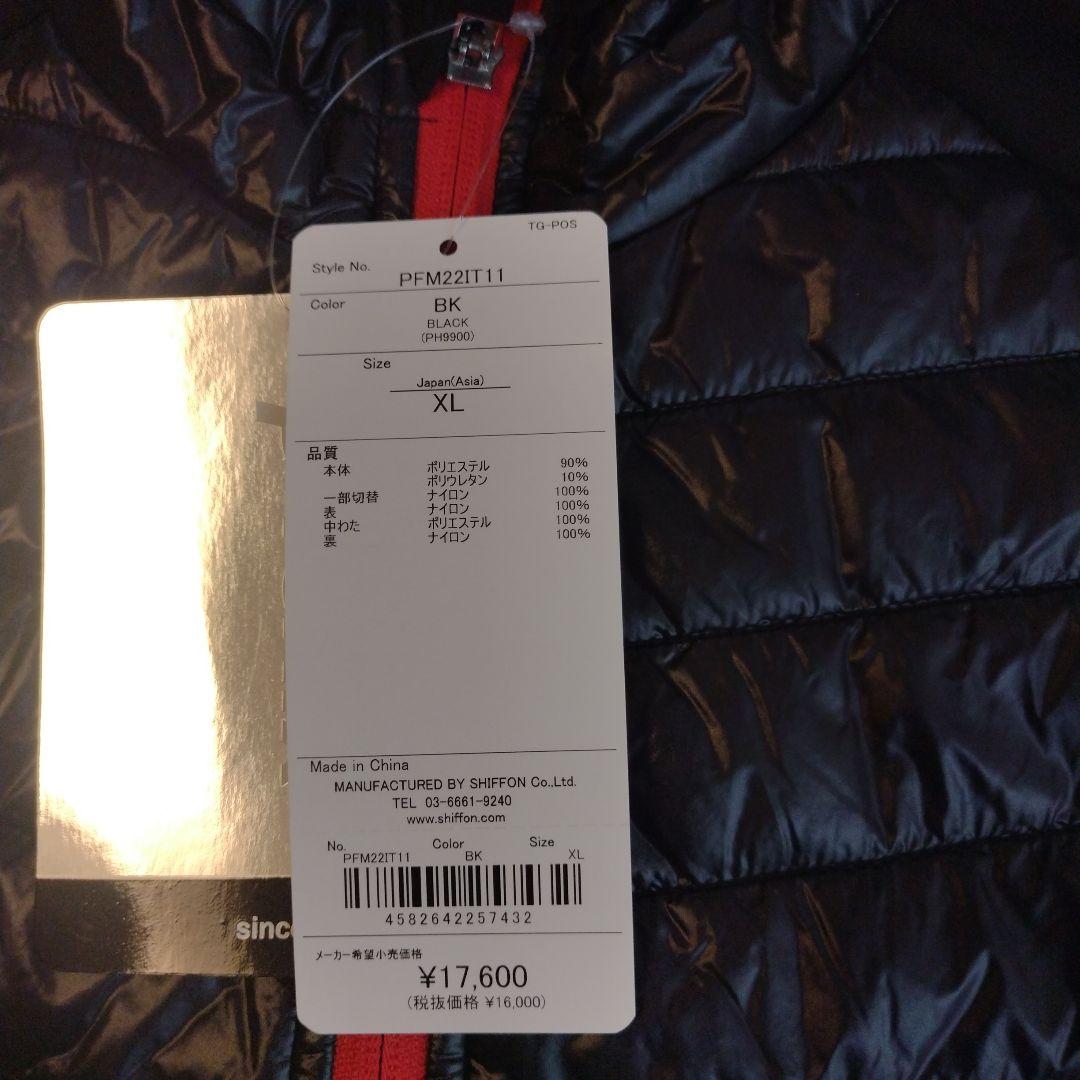 TG-POS
Style No.
PFM22IT11
Color
BK
BLACK
(PH9900)
Size
Japan(Asia)
XL
品質
本体 ポリエステル 90%
ポリウレタン 10%
一部切替 ナイロン 100%
表 ナイロン 100%
中わた ポリエステル 100%
裏 ナイロン 100%
Made in China
MANUFACTURED BY SHIFFON Co.,Ltd.
TEL 03-6661-9240
www.shiffon.com
No. Color Size
PFM22IT11 BK XL
4582642257432
since
メーカー希望小売価格
¥17,600
(税抜価格 ¥16,000)